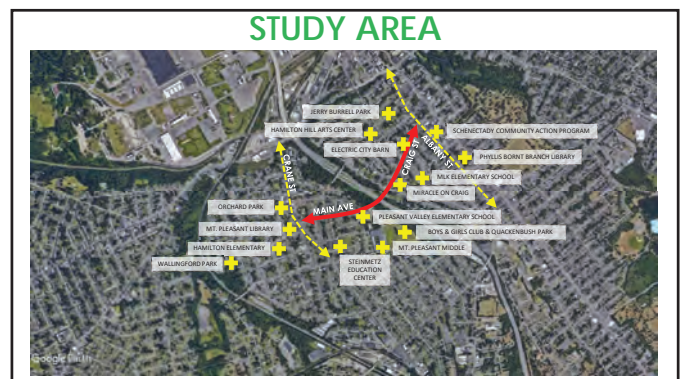 STUDY AREA
JERRY BURRELL PARK
HAMILTON HILL ARTS CENTER
ELECTRIC CITY BARN
CRAIG ST
ALBANY ST
SCHENECTADY COMMUNITY ACTION PROGRAM
PHYLLIS BORNT BRANCH LIBRARY
MLK ELEMENTARY SCHOOL
MIRACLE ON CRAIG
CRANE ST
ORCHARD PARK
MAIN AVE
PLEASANT VALLEY ELEMENTARY SCHOOL
MT. PLEASANT LIBRARY
BOYS & GIRLS CLUB & QUACKENBUSH PARK
HAMILTON ELEMENTARY
MT. PLEASANT MIDDLE
WALLINGFORD PARK
STEINMETZ
EDUCATION
CENTER
Google Earth